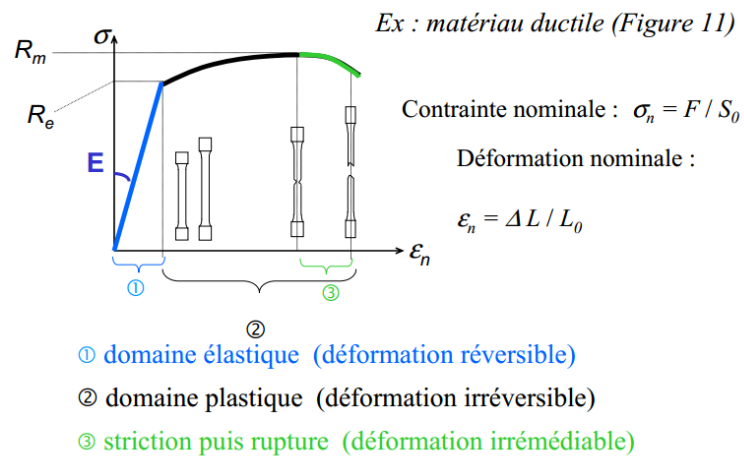 Ex : matériau ductile (Figure 11)
σ
Rm
Re
E
Contrainte nominale : σn = F / S0
Déformation nominale :
εn = ΔL / L0
εn
①
③
②
① domaine élastique (déformation réversible)
② domaine plastique (déformation irréversible)
③ striction puis rupture (déformation irrémédiable)